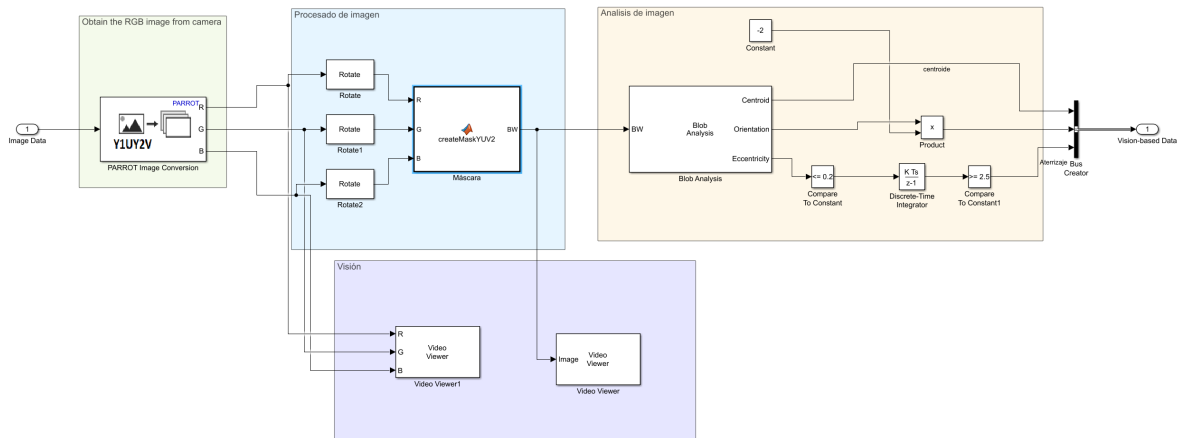 Obtain the RGB image from camera
1
Image Data
PARROT
R
G
B
Y1UY2V
PARROT Image Conversion
Procesado de imagen
Rotate
Rotate
Rotate
Rotate1
Rotate
Rotate2
R
G
B
createMaskYUV2
BW
Máscara
Analisis de imagen
-2
Constant
BW
Blob
Analysis
Centroid
Orientation
Eccentricity
Blob Analysis
centroide
x
Product
<= 0.2
Compare
To Constant
K Ts
z-1
Discrete-Time
Integrator
>= 2.5
Compare
To Constant1
Aterrizaje
Bus
Creator
1
Vision-based Data
Visión
R
G
B
Video
Viewer
Video Viewer1
Image
Video
Viewer
Video Viewer